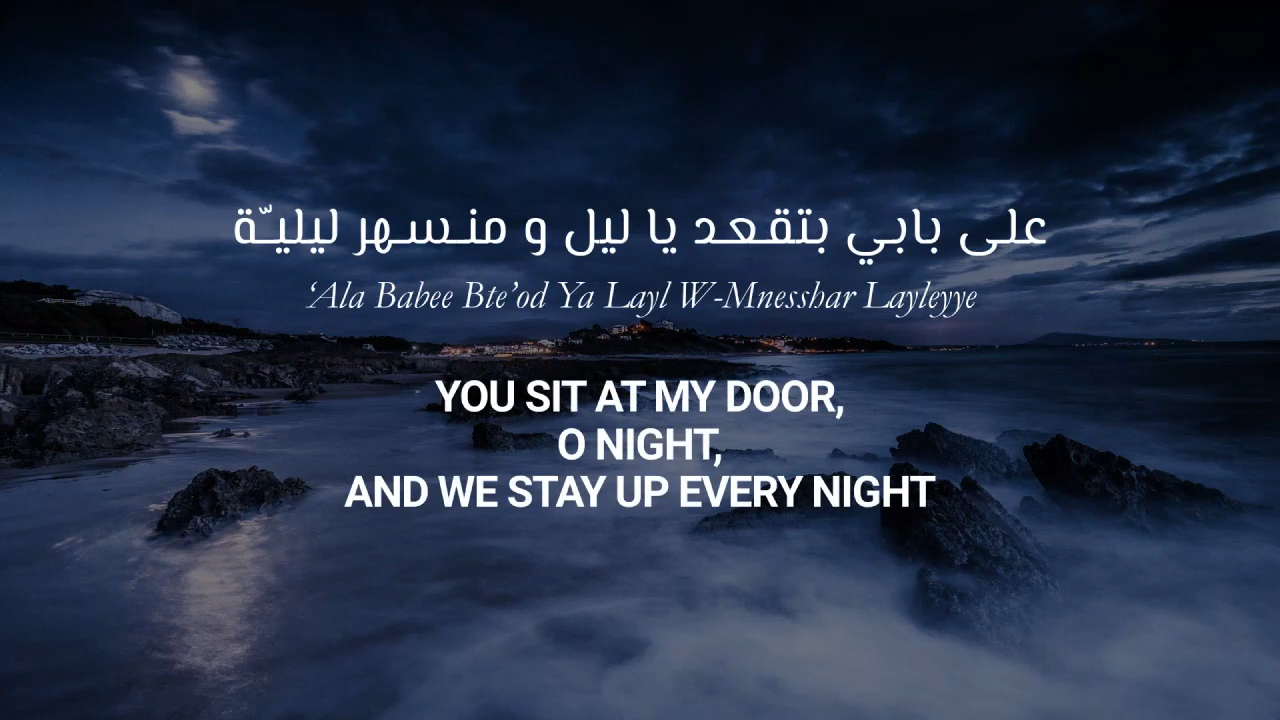 على بابي بتقعد يا ليل و منسهر ليليّة
‘Ala Babee Bte’od Ya Layl W-Mnesshar Layleyye
YOU SIT AT MY DOOR,
O NIGHT,
AND WE STAY UP EVERY NIGHT